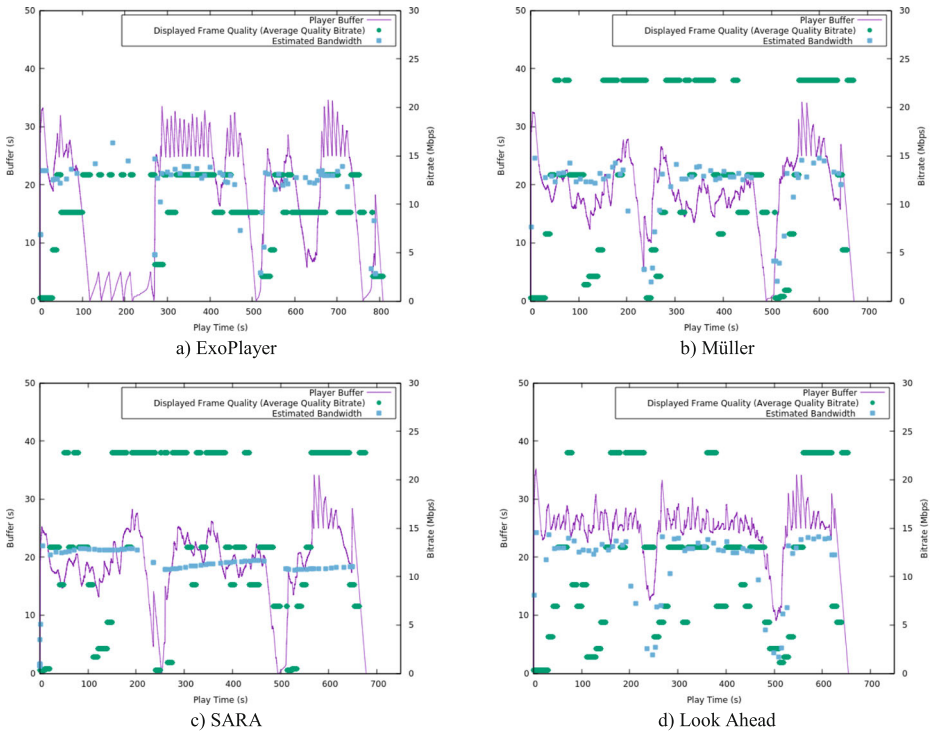 50
40
30
20
10
0
Buffer (s)
30
25
20
15
10
5
0
Bitrate (Mbps)
Player Buffer
Displayed Frame Quality (Average Quality Bitrate)
Estimated Bandwidth
0 100 200 300 400 500 600 700 800
Play Time (s)
a) ExoPlayer
50
40
30
20
10
0
Buffer (s)
30
25
20
15
10
5
0
Bitrate (Mbps)
Player Buffer
Displayed Frame Quality (Average Quality Bitrate)
Estimated Bandwidth
0 100 200 300 400 500 600 700
Play Time (s)
b) Müller
50
40
30
20
10
0
Buffer (s)
30
25
20
15
10
5
0
Bitrate (Mbps)
Player Buffer
Displayed Frame Quality (Average Quality Bitrate)
Estimated Bandwidth
0 100 200 300 400 500 600 700
Play Time (s)
c) SARA
50
40
30
20
10
0
Buffer (s)
30
25
20
15
10
5
0
Bitrate (Mbps)
Player Buffer
Displayed Frame Quality (Average Quality Bitrate)
Estimated Bandwidth
0 100 200 300 400 500 600 700
Play Time (s)
d) Look Ahead